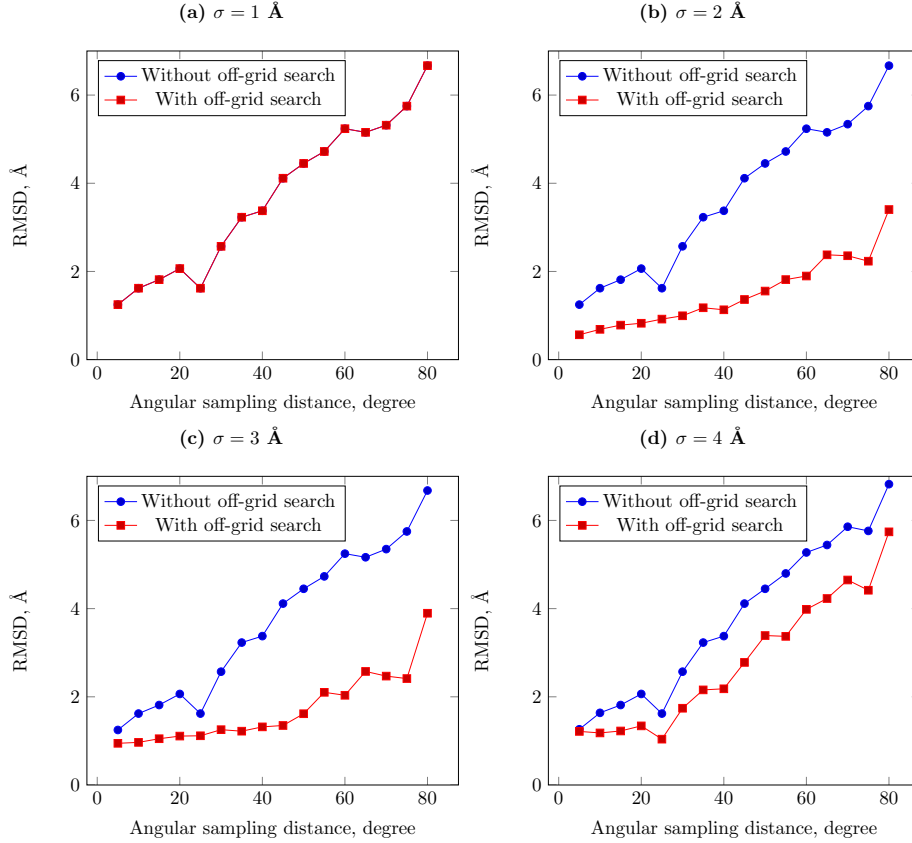 (a) σ = 1 Å
Without off-grid search
With off-grid search
RMSD, Å
6
4
2
0
0 20 40 60 80
Angular sampling distance, degree
(b) σ = 2 Å
Without off-grid search
With off-grid search
RMSD, Å
6
4
2
0
0 20 40 60 80
Angular sampling distance, degree
(c) σ = 3 Å
Without off-grid search
With off-grid search
RMSD, Å
6
4
2
0
0 20 40 60 80
Angular sampling distance, degree
(d) σ = 4 Å
Without off-grid search
With off-grid search
RMSD, Å
6
4
2
0
0 20 40 60 80
Angular sampling distance, degree